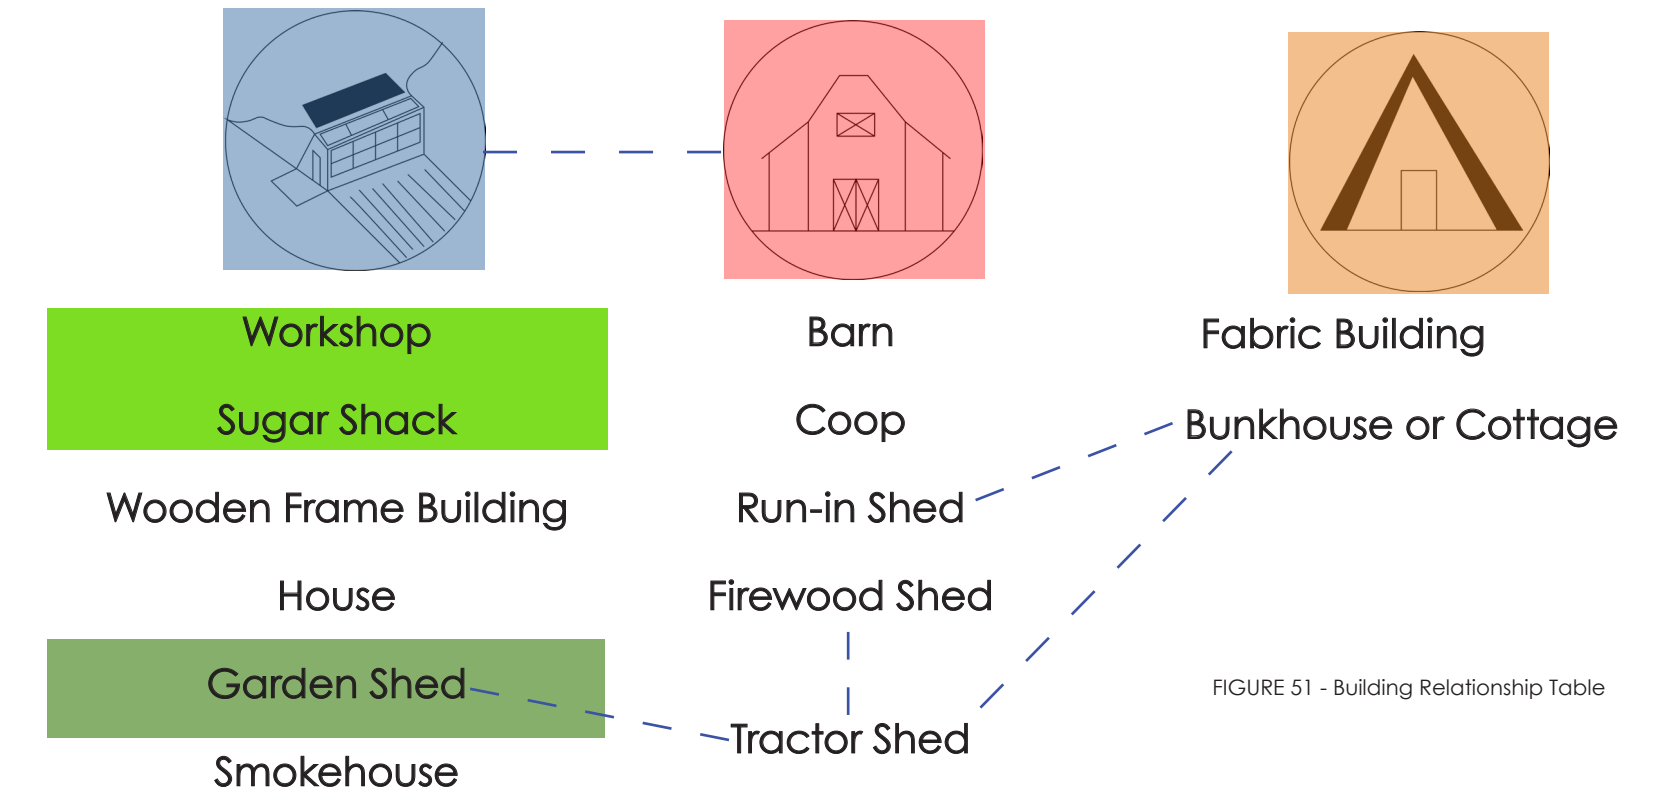 Workshop
Barn
Fabric Building
Sugar Shack
Coop
Bunkhouse or Cottage
Wooden Frame Building
Run-in Shed
House
Firewood Shed
Garden Shed
FIGURE 51 - Building Relationship Table
Tractor Shed
Smokehouse